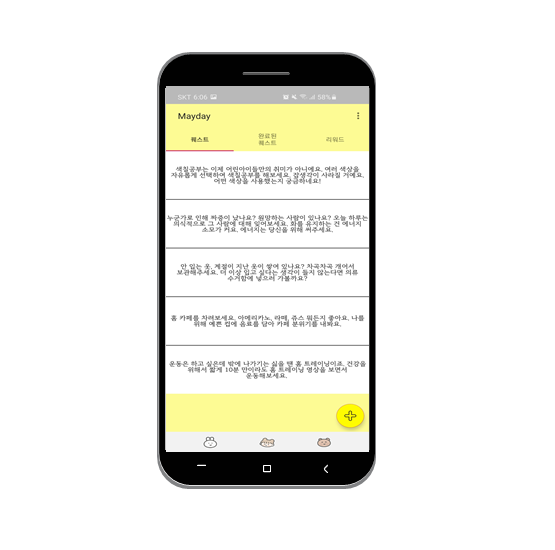 SKT 6:06
58%
Mayday
퀘스트
완료된
퀘스트
리워드
색칠공부는 이제 어린아이들만의 취미가 아니에요. 여러 색상을
자유롭게 선택하여 색칠공부를 해보세요. 잡생각이 사라질 거예요.
어떤 색상을 사용했는지 궁금하네요!
누군가로 인해 짜증이 났나요? 원망하는 사람이 있나요? 오늘 하루는
의식적으로 그 사람에 대해 잊어보세요. 화를 유지하는 건 에너지
소모가 커요. 에너지는 당신을 위해 써주세요.
안 입는 옷, 계절이 지난 옷이 쌓여 있나요? 차곡차곡 개어서
보관해주세요. 더 이상 입고 싶다는 생각이 들지 않는다면 의류
수거함에 넣으러 가볼까요?
홈 카페를 차려보세요. 아메리카노, 라떼, 쥬스 뭐든지 좋아요. 나를
위해 예쁜 컵에 음료를 담아 카페 분위기를 내봐요.
운동은 하고 싶은데 밖에 나가기는 싫을 땐 홈 트레이닝이죠. 건강을
위해서 짧게 10분 만이라도 홈 트레이닝 영상을 보면서
운동해보세요.